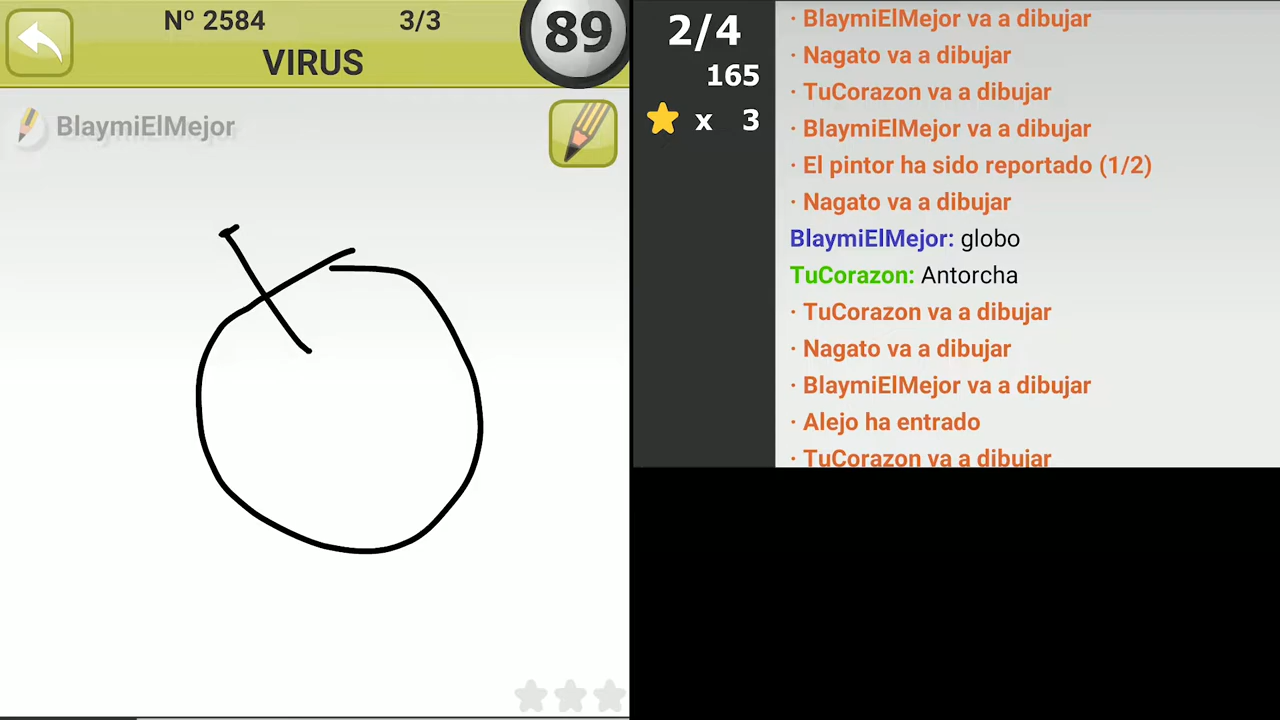 Nº 2584 3/3 89
VIRUS
BlaymiElMejor
2/4
165
x 3
· BlaymiElMejor va a dibujar
· Nagato va a dibujar
· TuCorazon va a dibujar
· BlaymiElMejor va a dibujar
· El pintor ha sido reportado (1/2)
· Nagato va a dibujar
BlaymiElMejor: globo
TuCorazon: Antorcha
· TuCorazon va a dibujar
· Nagato va a dibujar
· BlaymiElMejor va a dibujar
· Alejo ha entrado
· TuCorazon va a dibujar